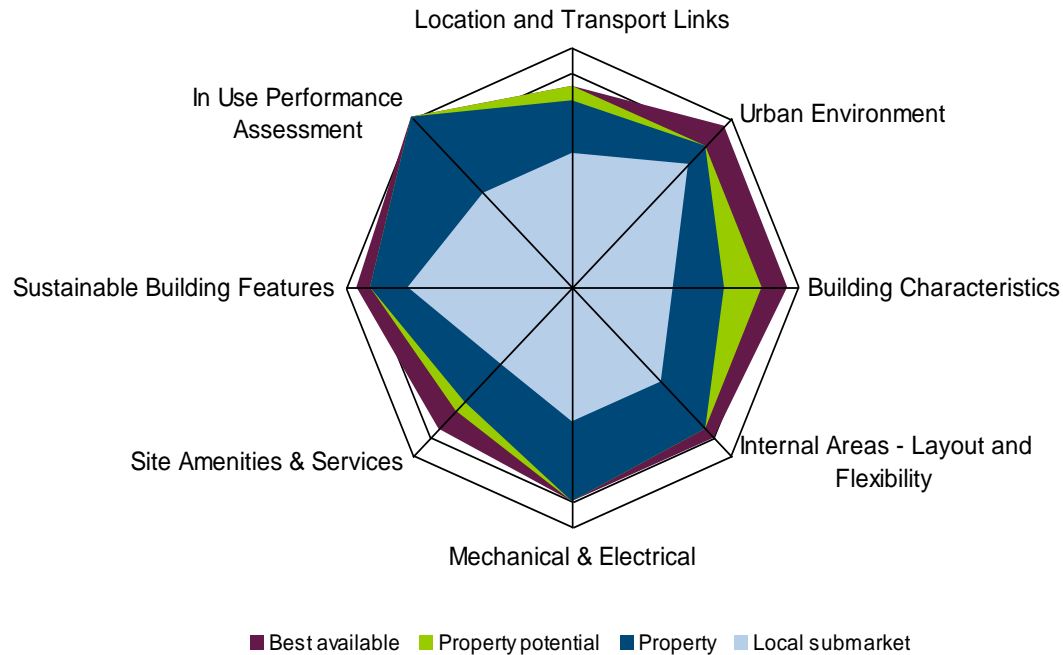 Location and Transport Links
In Use Performance
Assessment
Urban Environment
Sustainable Building Features
Building Characteristics
Site Amenities & Services
Internal Areas - Layout and
Flexibility
Mechanical & Electrical
Best available Property potential Property Local submarket